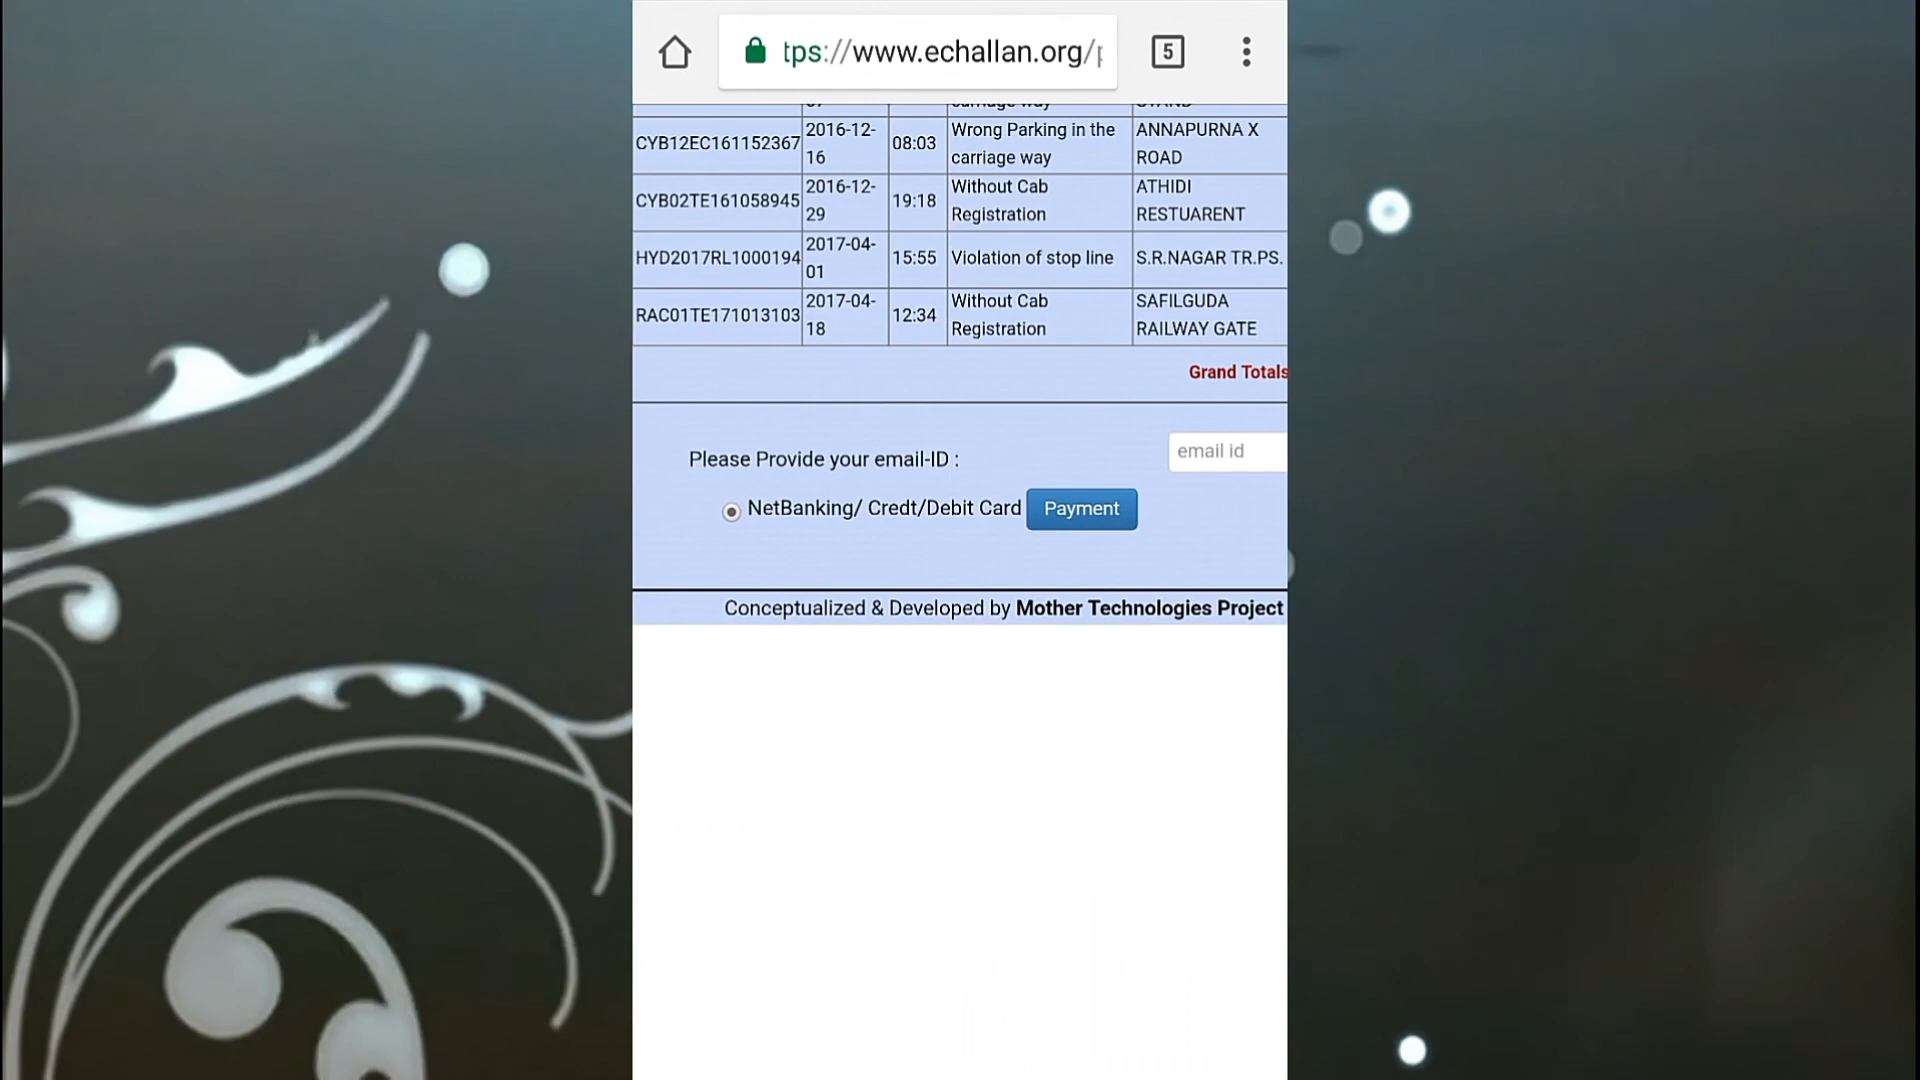 tps://www.echallan.org/
5
carriage way
CYB12EC161152367 2016-12-16 08:03 Wrong Parking in the carriage way ANNAPURNA X ROAD
CYB02TE161058945 2016-12-29 19:18 Without Cab Registration ATHIDI RESTUARENT
HYD2017RL1000194 2017-04-01 15:55 Violation of stop line S.R.NAGAR TR.PS.
RAC01TE171013103 2017-04-18 12:34 Without Cab Registration SAFILGUDA RAILWAY GATE
Grand Totals
Please Provide your email-ID : email id
NetBanking/ Credt/Debit Card Payment
Conceptualized & Developed by Mother Technologies Project